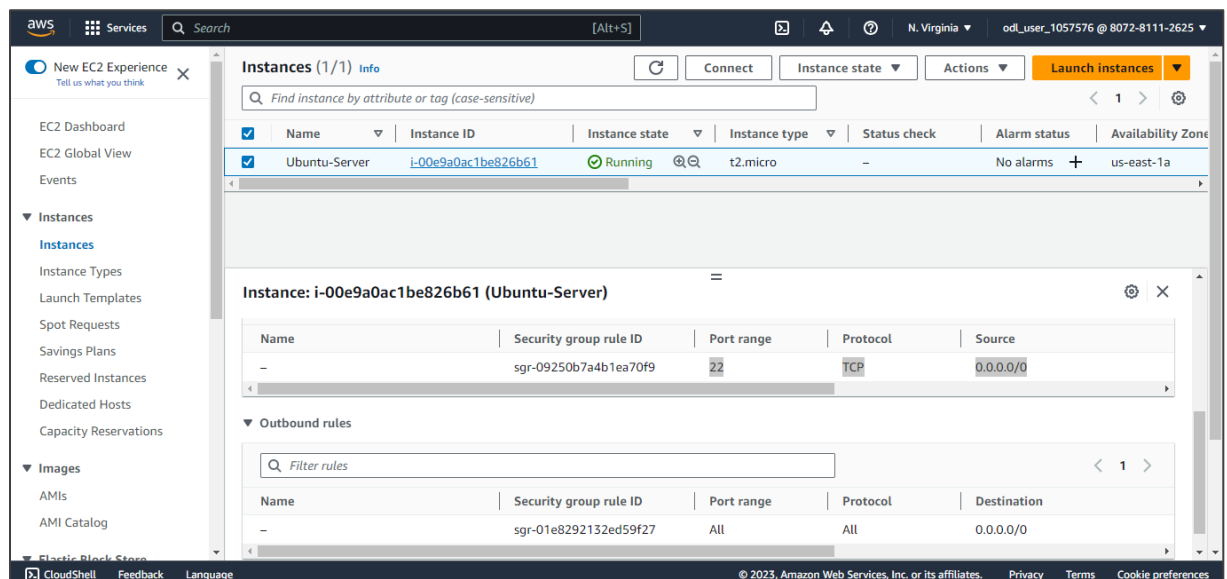 aws Services Search [Alt+S] N. Virginia odl_user_1057576 @ 8072-8111-2625
New EC2 Experience
Tell us what you think
EC2 Dashboard
EC2 Global View
Events
Instances
Instances
Instance Types
Launch Templates
Spot Requests
Savings Plans
Reserved Instances
Dedicated Hosts
Capacity Reservations
Images
AMIs
AMI Catalog
Elastic Block Store
Instances (1/1) Info Connect Instance state Actions Launch instances
Find instance by attribute or tag (case-sensitive) 1
Name Instance ID Instance state Instance type Status check Alarm status Availability Zone
Ubuntu-Server i-00e9a0ac1be826b61 Running t2.micro – No alarms + us-east-1a
Instance: i-00e9a0ac1be826b61 (Ubuntu-Server)
Name Security group rule ID Port range Protocol Source
– sgr-09250b7a4b1ea70f9 22 TCP 0.0.0.0/0
Outbound rules
Filter rules 1
Name Security group rule ID Port range Protocol Destination
– sgr-01e8292132ed59f27 All All 0.0.0.0/0
CloudShell Feedback Language © 2023, Amazon Web Services, Inc. or its affiliates. Privacy Terms Cookie preferences